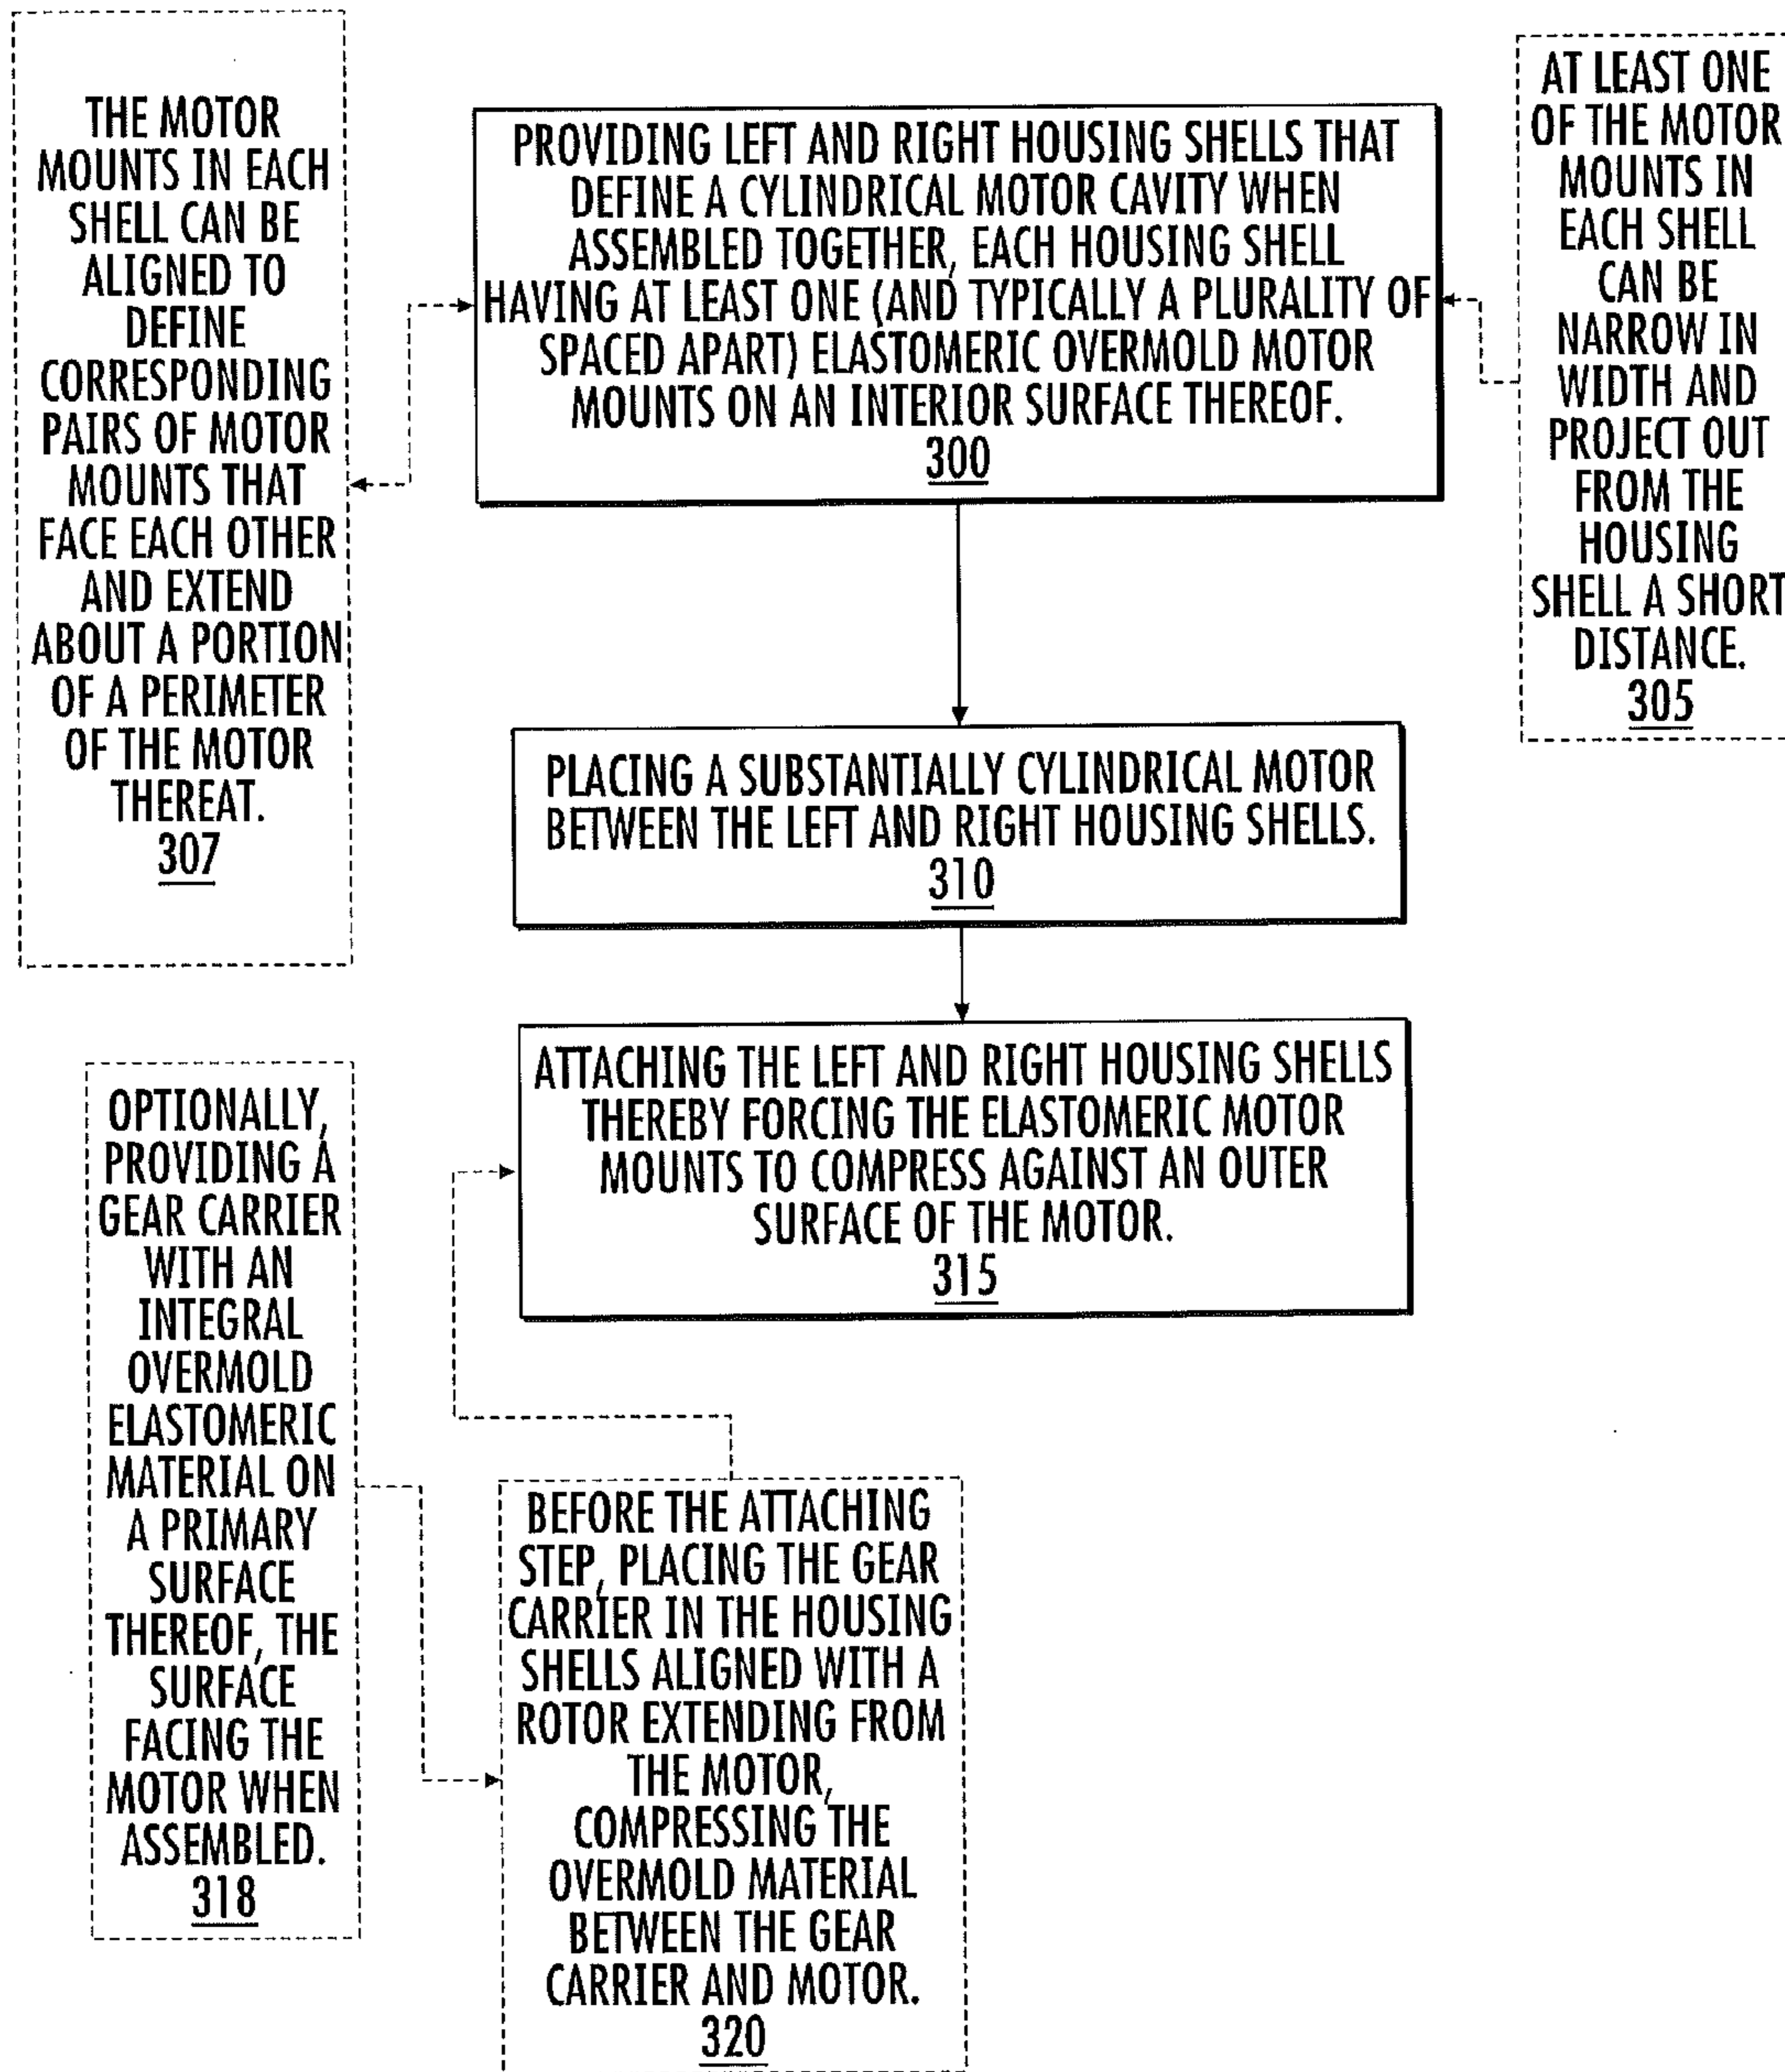 THE MOTOR
MOUNTS IN EACH
SHELL CAN BE
ALIGNED TO
DEFINE
CORRESPONDING
PAIRS OF MOTOR
MOUNTS THAT
FACE EACH OTHER
AND EXTEND
ABOUT A PORTION
OF A PERIMETER
OF THE MOTOR
THEREAT.
307
PROVIDING LEFT AND RIGHT HOUSING SHELLS THAT
DEFINE A CYLINDRICAL MOTOR CAVITY WHEN
ASSEMBLED TOGETHER, EACH HOUSING SHELL
HAVING AT LEAST ONE (AND TYPICALLY A PLURALITY OF
SPACED APART) ELASTOMERIC OVERMOLD MOTOR
MOUNTS ON AN INTERIOR SURFACE THEREOF.
300
AT LEAST ONE
OF THE MOTOR
MOUNTS IN
EACH SHELL
CAN BE
NARROW IN
WIDTH AND
PROJECT OUT
FROM THE
HOUSING
SHELL A SHORT
DISTANCE.
305
PLACING A SUBSTANTIALLY CYLINDRICAL MOTOR
BETWEEN THE LEFT AND RIGHT HOUSING SHELLS.
310
ATTACHING THE LEFT AND RIGHT HOUSING SHELLS
THEREBY FORCING THE ELASTOMERIC MOTOR
MOUNTS TO COMPRESS AGAINST AN OUTER
SURFACE OF THE MOTOR.
315
OPTIONALLY,
PROVIDING A
GEAR CARRIER
WITH AN
INTEGRAL
OVERMOLD
ELASTOMERIC
MATERIAL ON
A PRIMARY
SURFACE
THEREOF, THE
SURFACE
FACING THE
MOTOR WHEN
ASSEMBLED.
318
BEFORE THE ATTACHING
STEP, PLACING THE GEAR
CARRIER IN THE HOUSING
SHELLS ALIGNED WITH A
ROTOR EXTENDING FROM
THE MOTOR,
COMPRESSING THE
OVERMOLD MATERIAL
BETWEEN THE GEAR
CARRIER AND MOTOR.
320